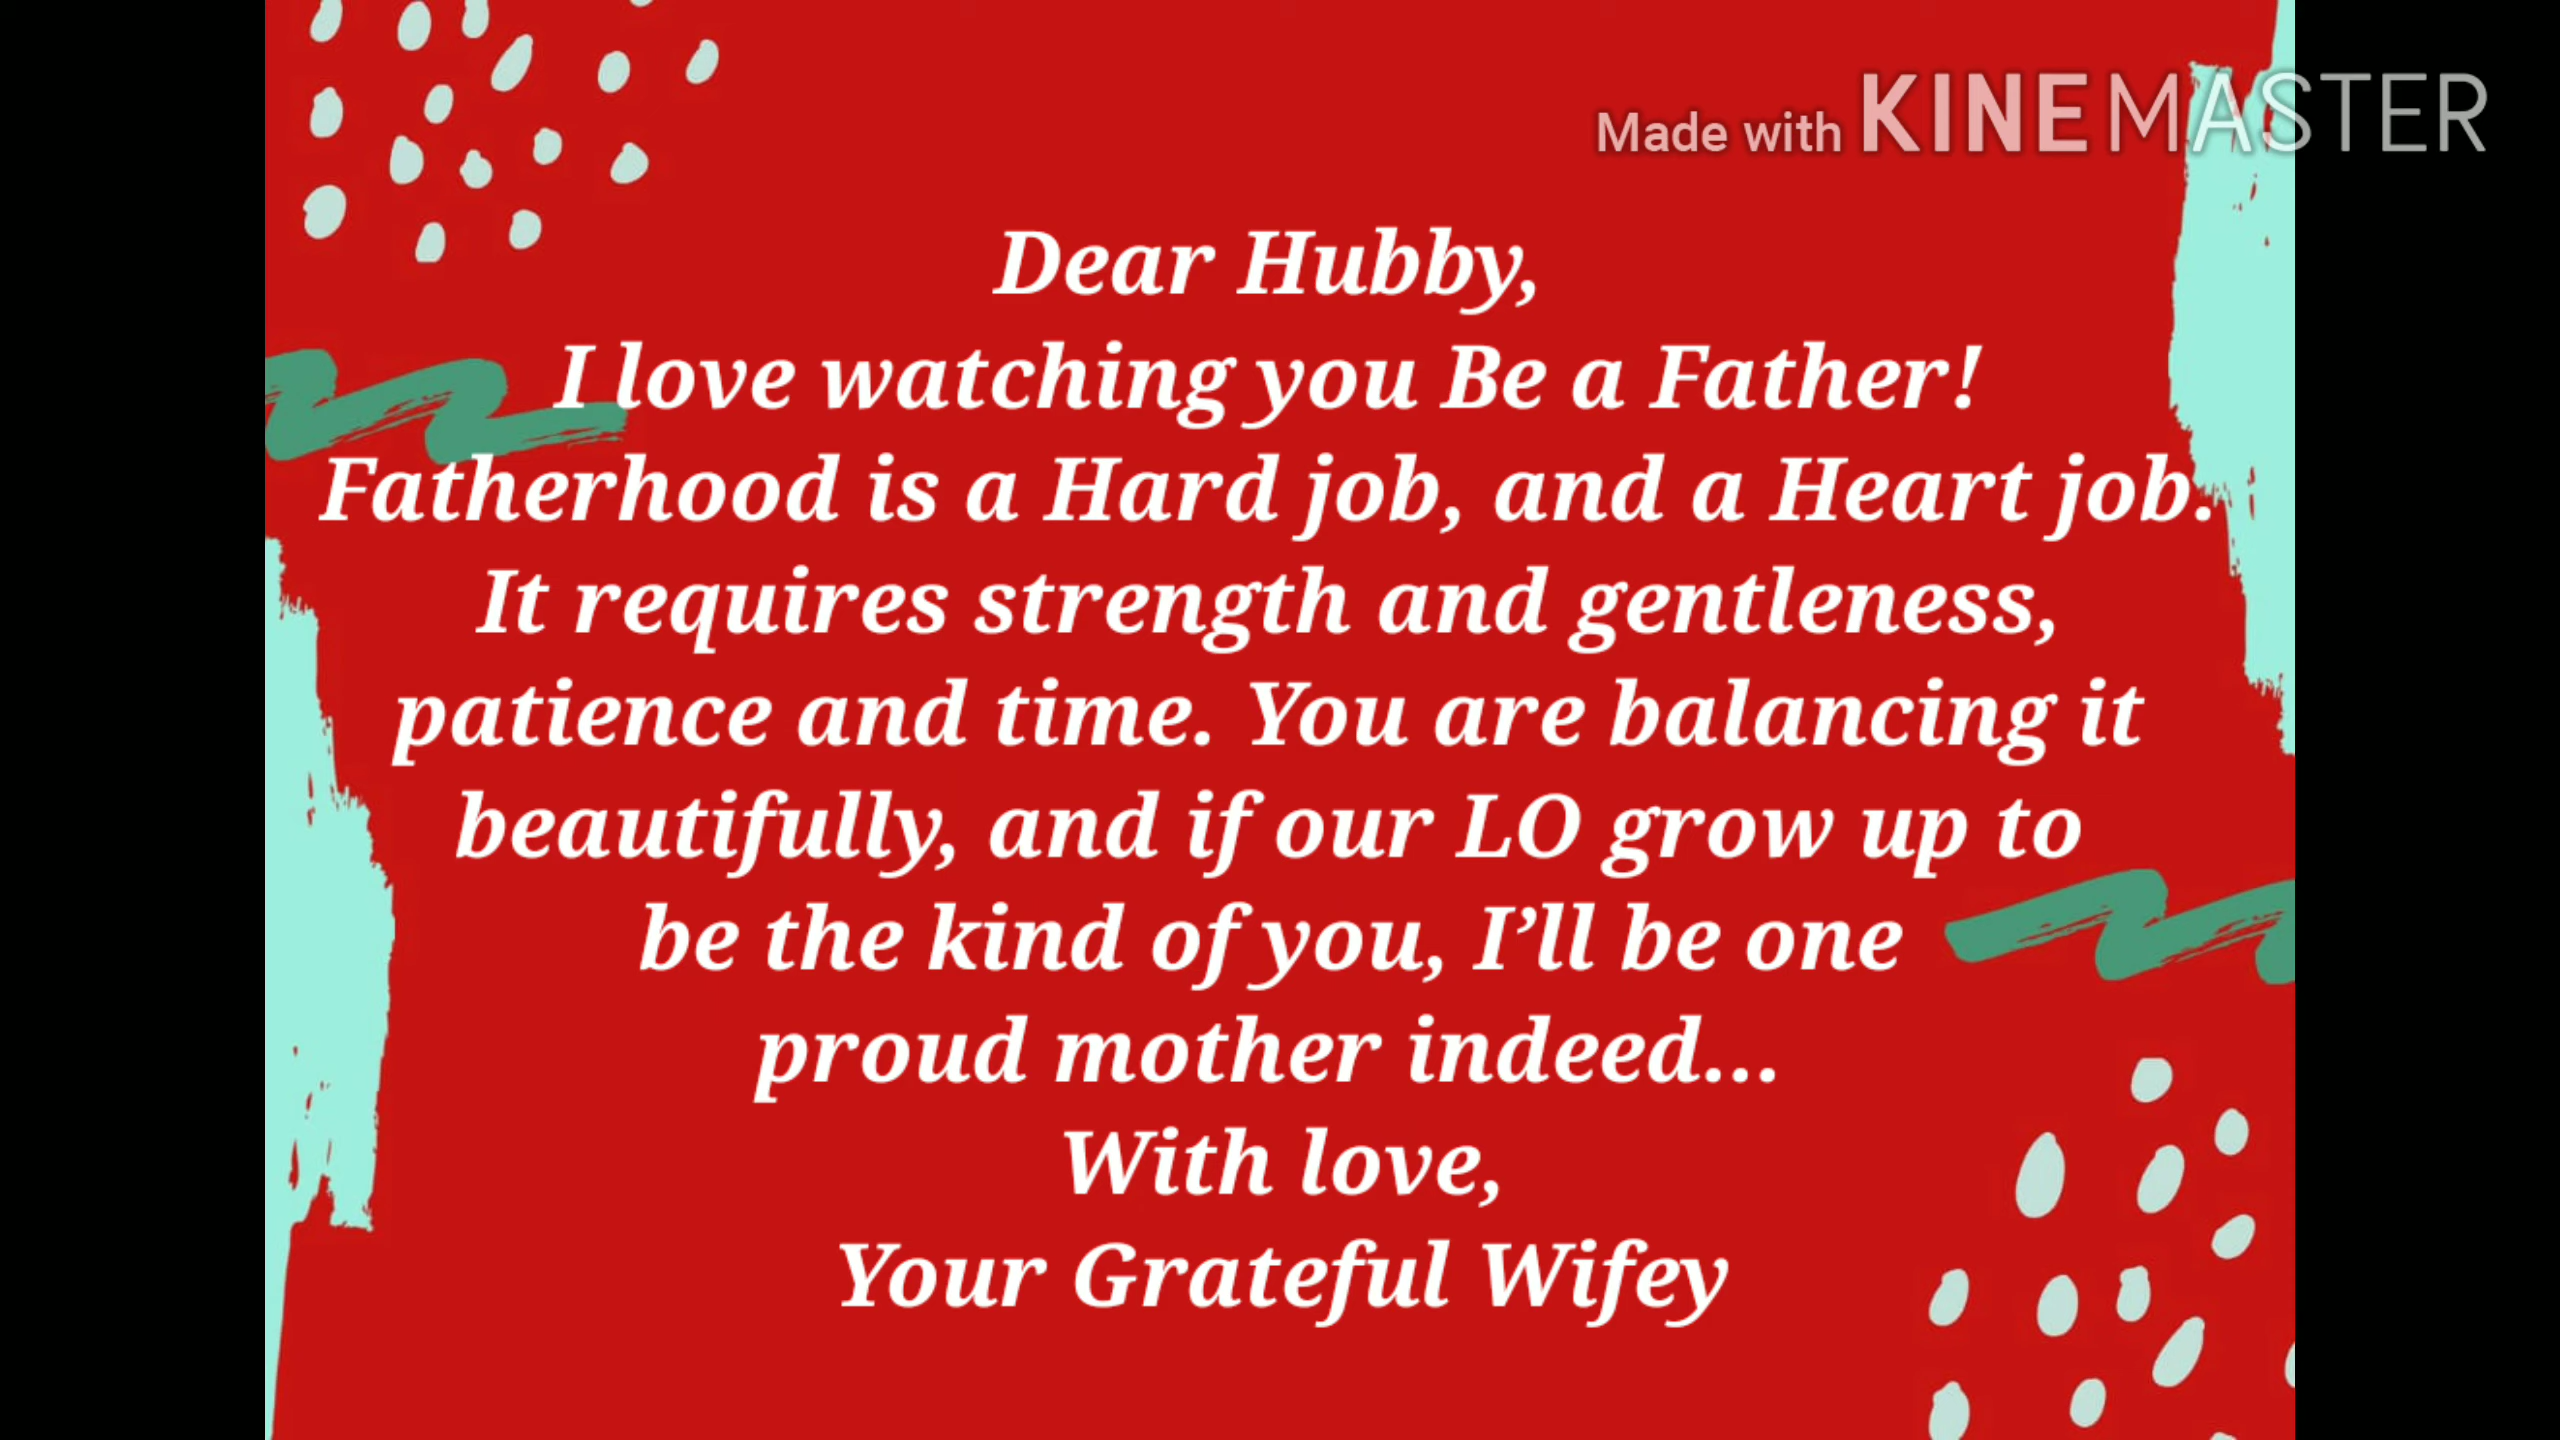 Made with KINEMASTER
Dear Hubby,
I love watching you Be a Father!
Fatherhood is a Hard job, and a Heart job.
It requires strength and gentleness,
patience and time. You are balancing it
beautifully, and if our LO grow up to
be the kind of you, I’ll be one
proud mother indeed...
With love,
Your Grateful Wifey